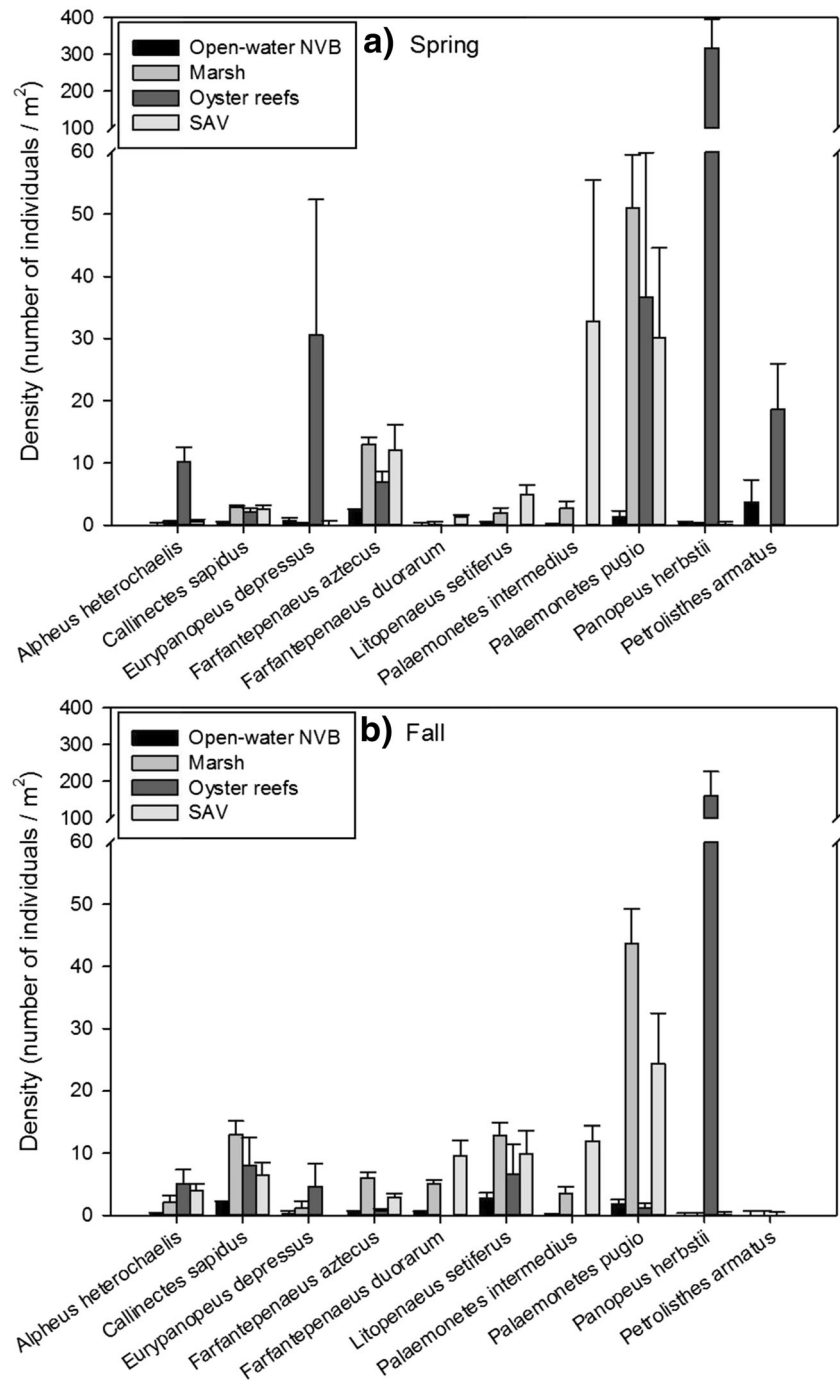 a) Spring
Open-water NVB
Marsh
Oyster reefs
SAV
Density (number of individuals / m²)
400
300
200
100
60
50
40
30
20
10
0
Alpheus heterochaelis
Callinectes sapidus
Eurypanopeus depressus
Farfantepenaeus aztecus
Farfantepenaeus duorarum
Litopenaeus setiferus
Palaemonetes intermedius
Palaemonetes pugio
Panopeus herbstii
Petrolisthes armatus
b) Fall
Open-water NVB
Marsh
Oyster reefs
SAV
Density (number of individuals / m²)
400
300
200
100
60
50
40
30
20
10
0
Alpheus heterochaelis
Callinectes sapidus
Eurypanopeus depressus
Farfantepenaeus aztecus
Farfantepenaeus duorarum
Litopenaeus setiferus
Palaemonetes intermedius
Palaemonetes pugio
Panopeus herbstii
Petrolisthes armatus